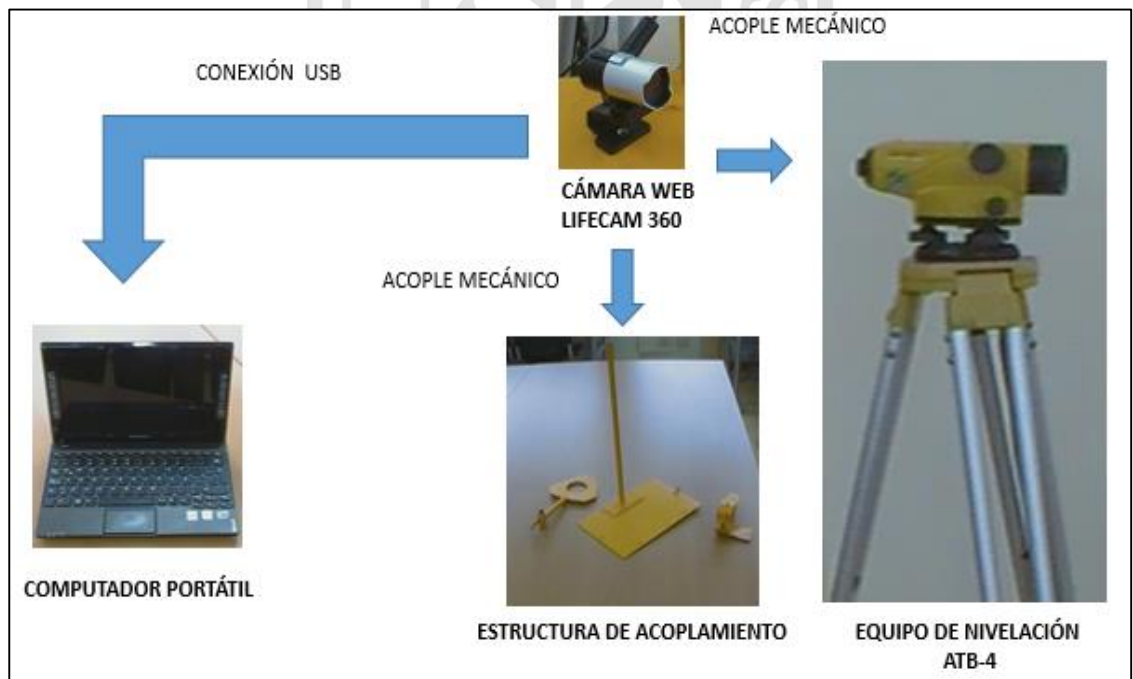 ACOPLE MECÁNICO
CONEXIÓN USB
CÁMARA WEB
LIFECAM 360
ACOPLE MECÁNICO
COMPUTADOR PORTÁTIL
ESTRUCTURA DE ACOPLAMIENTO
EQUIPO DE NIVELACIÓN
ATB-4